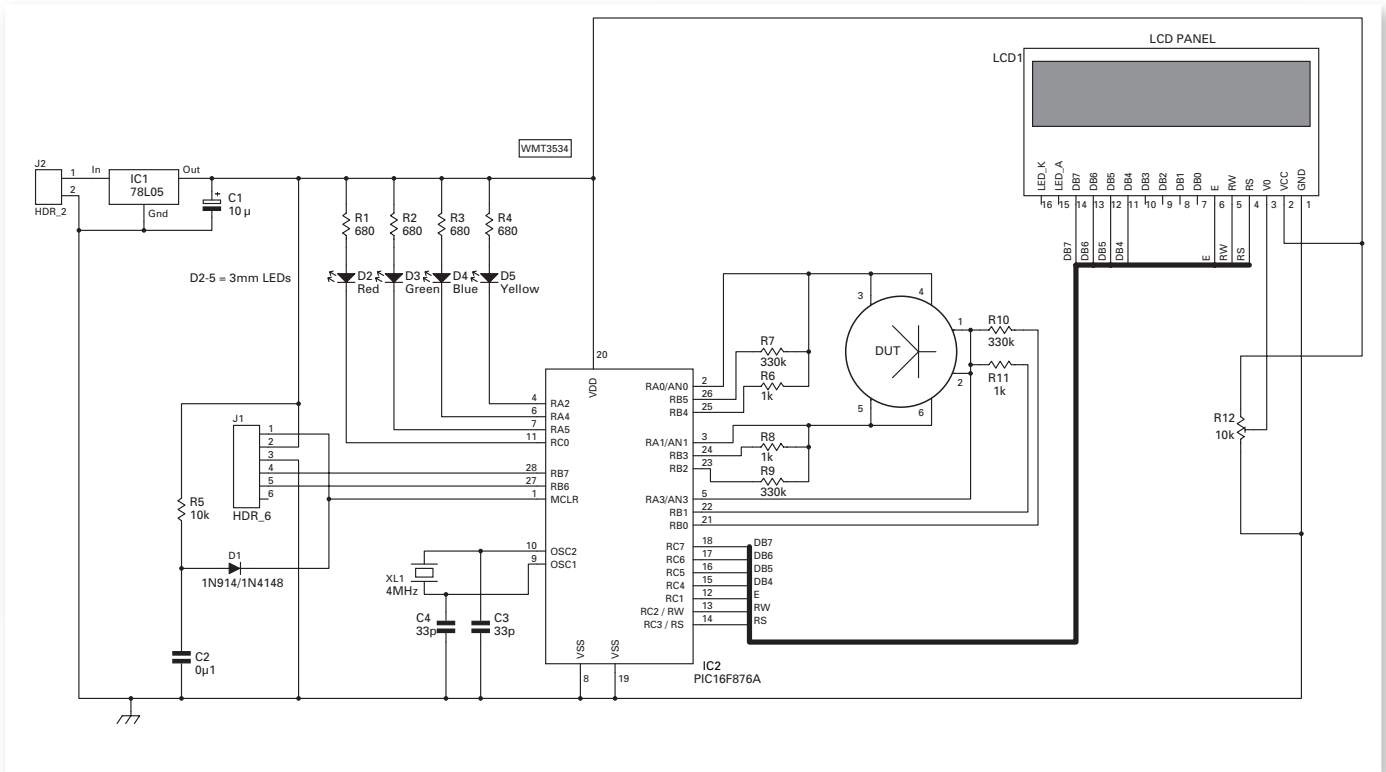 LCD PANEL
LCD1
LED_K
LED_A
DB7
DB6
DB5
DB4
DB3
DB2
DB1
DB0
E
RW
RS
V0
VCC
GND
16 15 14 13 12 11 10 9 8 7 6 5 4 3 2 1
DB7
DB6
DB5
DB4
E
RW
RS
WMT3534
J2
1
2
HDR_2
In
IC1
78L05
Out
Gnd
+
C1
10 µ
R1
680
R2
680
R3
680
R4
680
D2-5 = 3mm LEDs
D2
Red
D3
Green
D4
Blue
D5
Yellow
20
VDD
4 RA2
6 RA4
7 RA5
11 RC0
28 RB7
27 RB6
1 MCLR
10 OSC2
9 OSC1
VSS
8
VSS
19
RA0/AN0 2
RB5 26
RB4 25
RA1/AN1 3
RB3 24
RB2 23
RA3/AN3 5
RB1 22
RB0 21
RC7 18 DB7
RC6 17 DB6
RC5 16 DB5
RC4 15 DB4
RC1 12 E
RC2 / RW 13 RW
RC3 / RS 14 RS
IC2
PIC16F876A
R7
330k
R6
1k
R8
1k
R9
330k
DUT
3
4
1
2
5
6
R10
330k
R11
1k
R12
10k
J1
1
2
3
4
5
6
HDR_6
R5
10k
D1
1N914/1N4148
XL1
4MHz
C4
33p
C3
33p
C2
0µ1